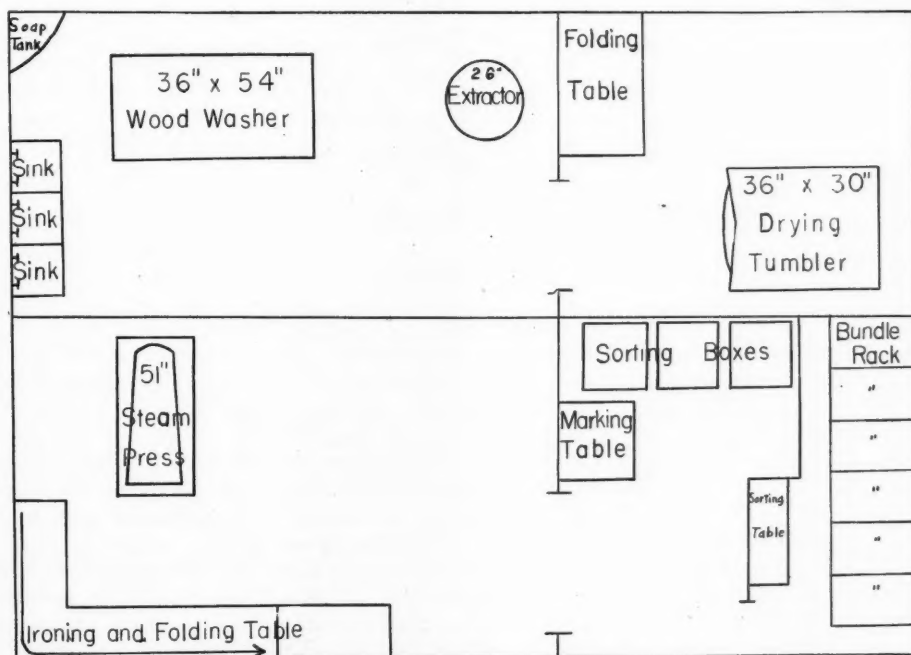 Soap
Tank
36" x 54"
Wood Washer
26"
Extractor
Folding
Table
Sink
Sink
Sink
36" x 30"
Drying
Tumbler
51"
Steam
Press
Sorting Boxes
Marking
Table
Sorting
Table
Bundle
Rack
"
"
"
"
"
Ironing and Folding Table